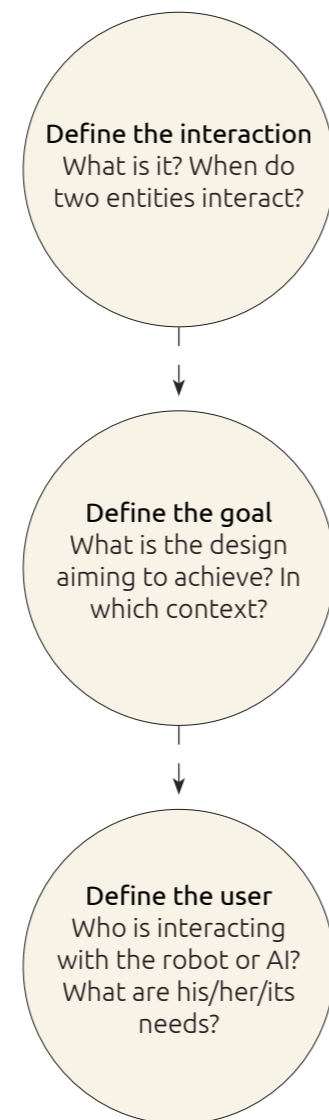 Define the interaction
What is it? When do
two entities interact?
Define the goal
What is the design
aiming to achieve? In
which context?
Define the user
Who is interacting
with the robot or AI?
What are his/her/its
needs?